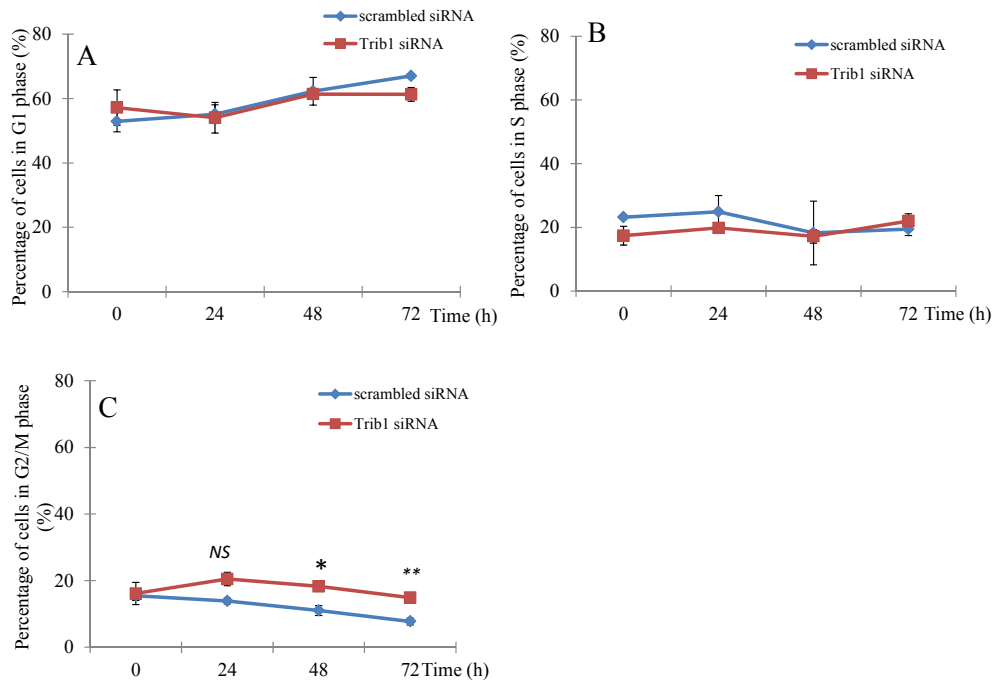 A
scrambled siRNA
Trib1 siRNA
Percentage of cells in G1 phase (%)
80
60
40
20
0
0 24 48 72 Time (h)
B
scrambled siRNA
Trib1 siRNA
Percentage of cells in S phase (%)
80
60
40
20
0
0 24 48 72 Time (h)
C
scrambled siRNA
Trib1 siRNA
Percentage of cells in G2/M phase
(%)
80
60
40
20
0
NS * **
0 24 48 72 Time (h)